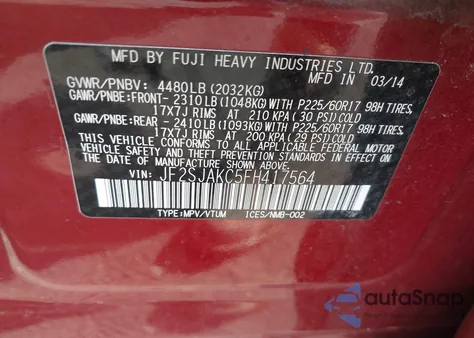 MFD BY FUJI HEAVY INDUSTRIES LTD.
MFD IN 03/14
GVWR/PNBV: 4480LB (2032KG)
GAWR/PNBE:FRONT- 2310LB (1048KG) WITH P225/60R17 98H TIRES,
17X7J RIMS AT 210 KPA (30 PSI) COLD
GAWR/PNBE:REAR - 2410LB (1093KG) WITH P225/60R17 98H TIRES,
17X7J RIMS AT 200 KPA (29 PSI) COLD
THIS VEHICLE CONFORMS TO ALL APPLICABLE FEDERAL MOTOR
VEHICLE SAFETY AND THEFT PREVENTION STANDARDS
IN EFFECT ON THE DATE OF MANUFACTURE SHOWN ABOVE.
VIN: JF2SJAKC5FH417564
TYPE:MPV/VTUM ICES/NMB-002
autoSnap